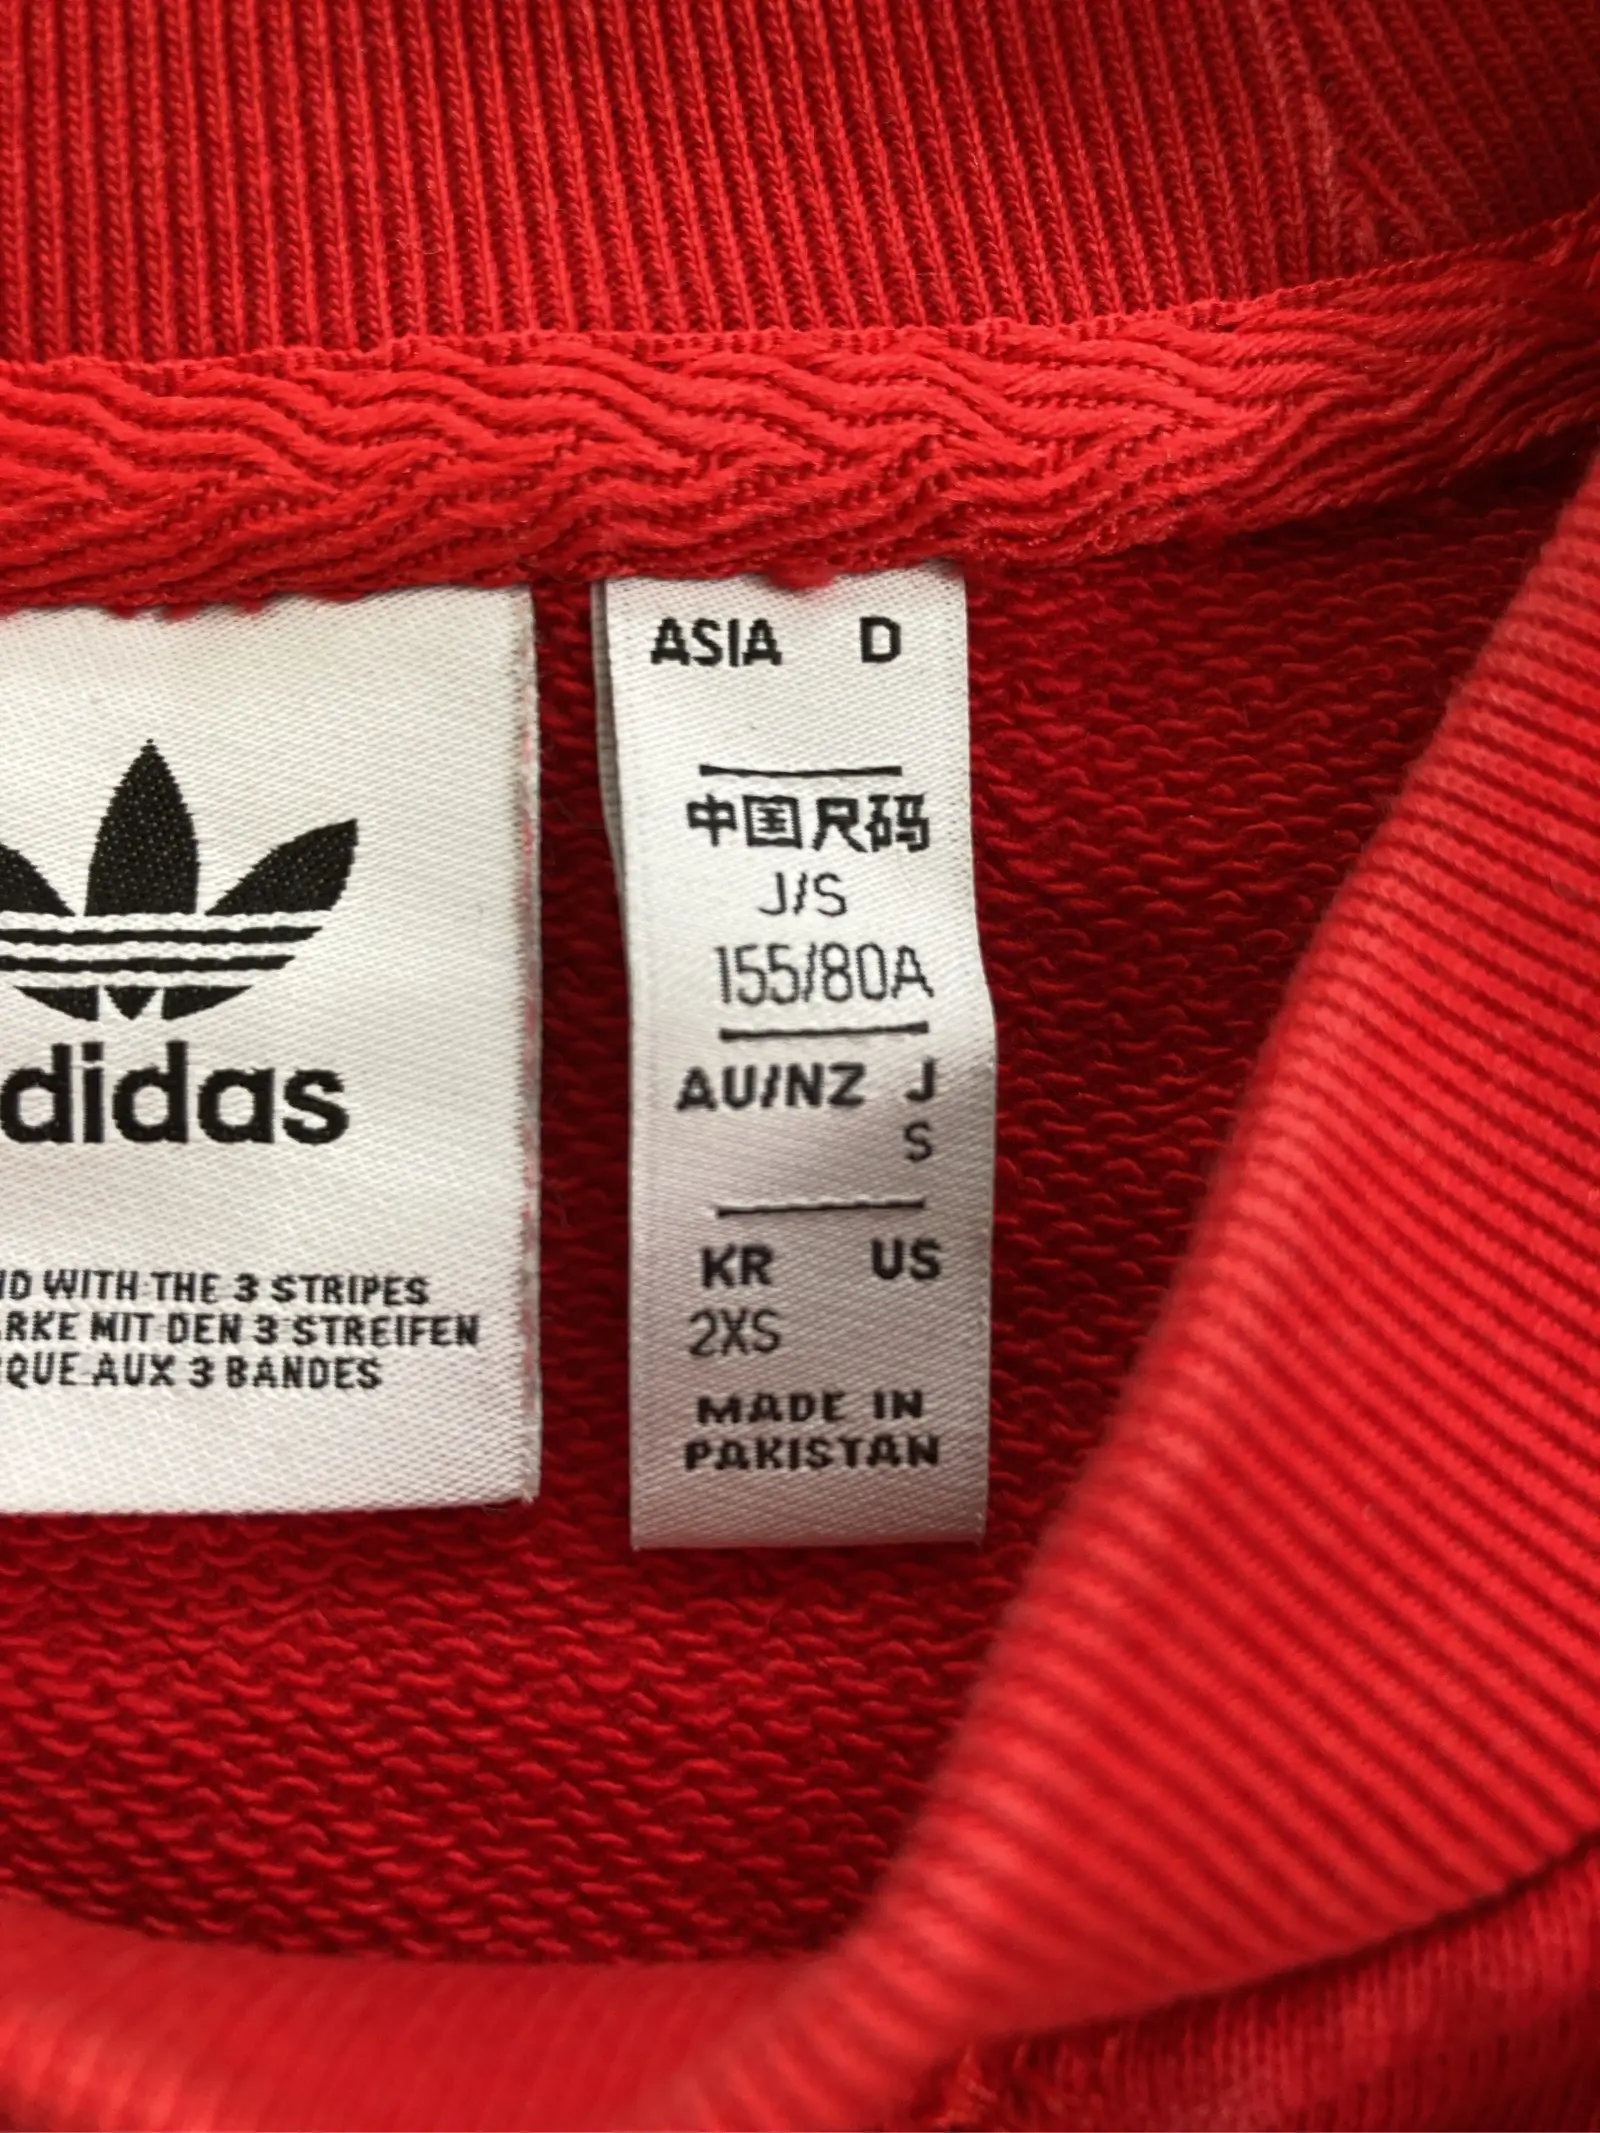 didas
ND WITH THE 3 STRIPES
ARKE MIT DEN 3 STREIFEN
RQUE AUX 3 BANDES
ASIA D
中国尺码
J/S
155/80A
AU/NZ J
S
KR US
2XS
MADE IN
PAKISTAN